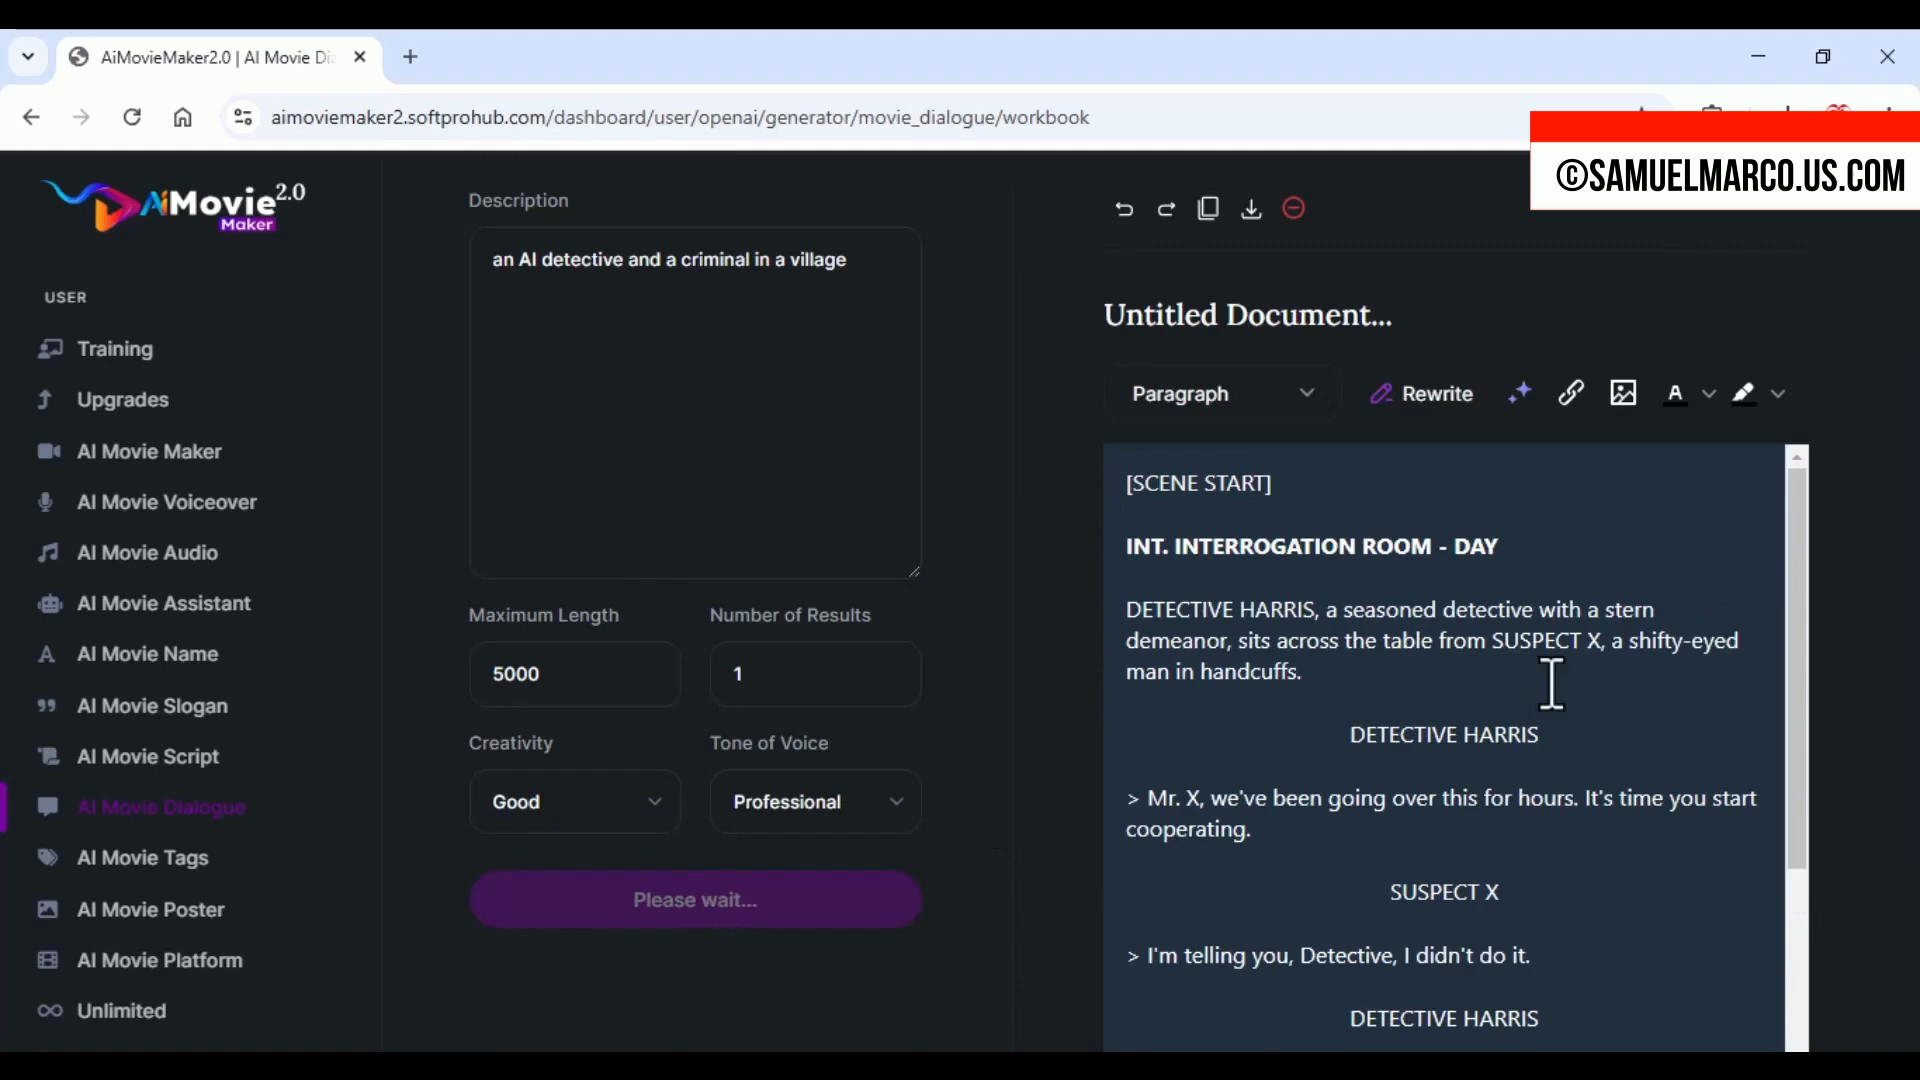 AiMovieMaker2.0 | AI Movie Di
aimoviemaker2.softprohub.com/dashboard/user/openai/generator/movie_dialogue/workbook
©SAMUELMARCO.US.COM
AiMovie 2.0
Maker
USER
Training
Upgrades
AI Movie Maker
AI Movie Voiceover
AI Movie Audio
AI Movie Assistant
AI Movie Name
AI Movie Slogan
AI Movie Script
AI Movie Dialogue
AI Movie Tags
AI Movie Poster
AI Movie Platform
Unlimited
Description
an AI detective and a criminal in a village
Maximum Length
Number of Results
5000
1
Creativity
Tone of Voice
Good
Professional
Please wait...
Untitled Document...
Paragraph
Rewrite
A
[SCENE START]
INT. INTERROGATION ROOM - DAY
DETECTIVE HARRIS, a seasoned detective with a stern
demeanor, sits across the table from SUSPECT X, a shifty-eyed
man in handcuffs.
DETECTIVE HARRIS
> Mr. X, we've been going over this for hours. It's time you start
cooperating.
SUSPECT X
> I'm telling you, Detective, I didn't do it.
DETECTIVE HARRIS